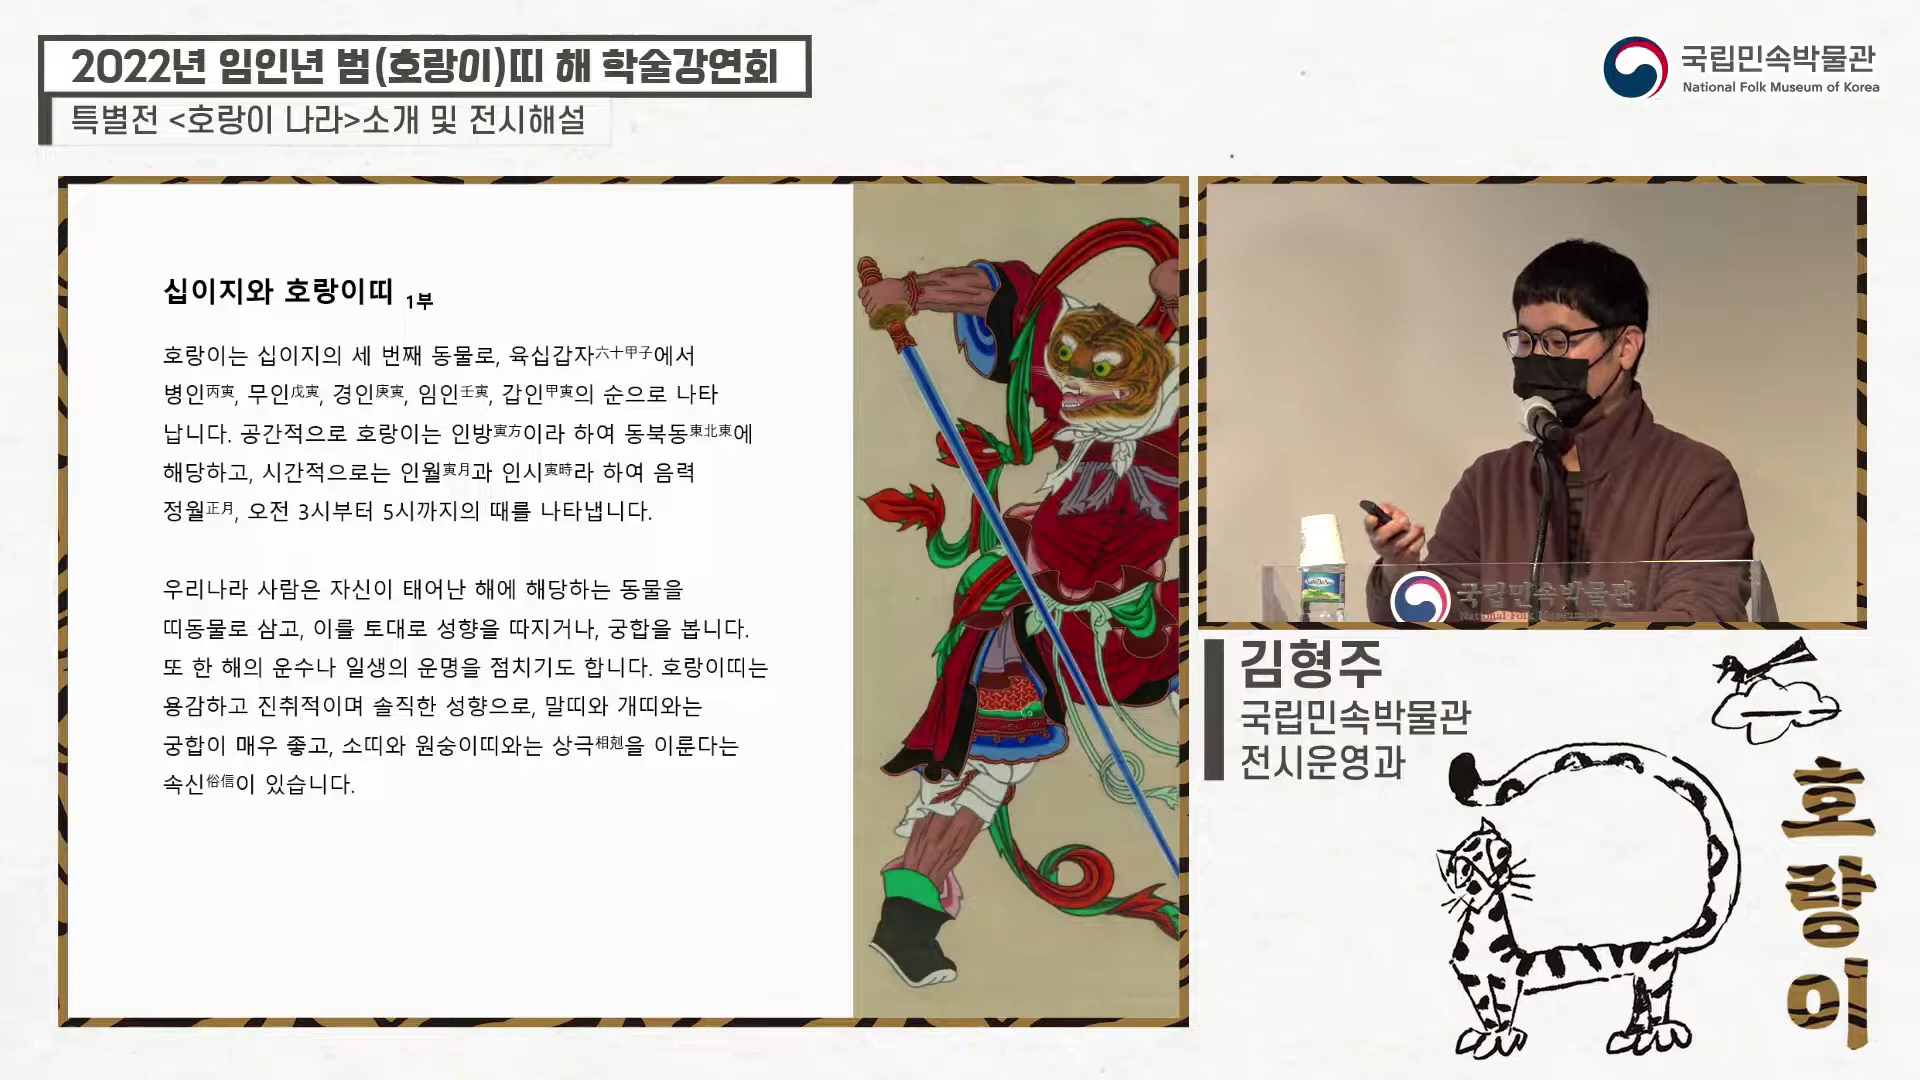 2022년 임인년 범(호랑이)띠 해 학술강연회
특별전 <호랑이 나라>소개 및 전시해설
국립민속박물관
National Folk Museum of Korea
십이지와 호랑이띠 1부
호랑이는 십이지의 세 번째 동물로, 육십갑자六十甲子에서
병인丙寅, 무인戊寅, 경인庚寅, 임인壬寅, 갑인甲寅의 순으로 나타
납니다. 공간적으로 호랑이는 인방寅方이라 하여 동북동東北東에
해당하고, 시간적으로는 인월寅月과 인시寅時라 하여 음력
정월正月, 오전 3시부터 5시까지의 때를 나타냅니다.
우리나라 사람은 자신이 태어난 해에 해당하는 동물을
띠동물로 삼고, 이를 토대로 성향을 따지거나, 궁합을 봅니다.
또 한 해의 운수나 일생의 운명을 점치기도 합니다. 호랑이띠는
용감하고 진취적이며 솔직한 성향으로, 말띠와 개띠와는
궁합이 매우 좋고, 소띠와 원숭이띠와는 상극相剋을 이룬다는
속신俗信이 있습니다.
국립민속박물관
National Folk Museum
김형주
국립민속박물관
전시운영과
호랑이